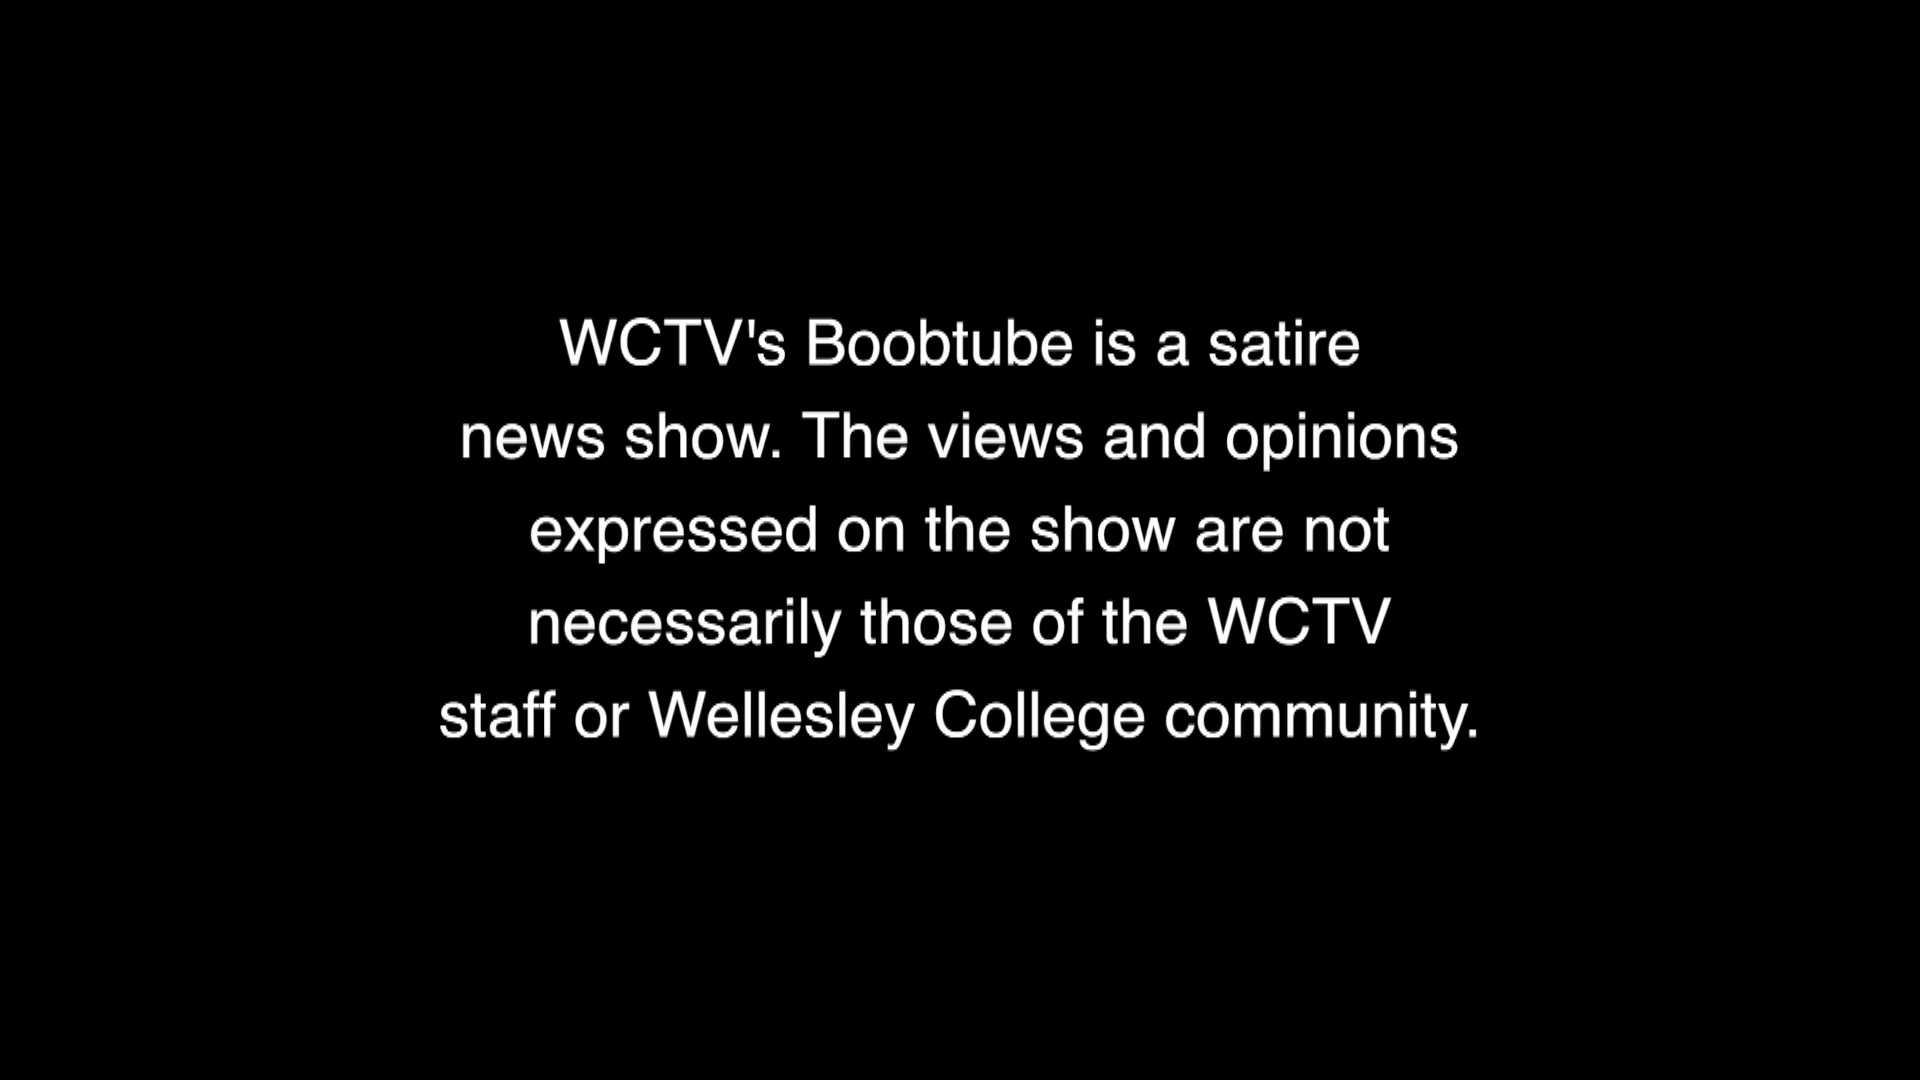 WCTV's Boobtube is a satire
news show. The views and opinions
expressed on the show are not
necessarily those of the WCTV
staff or Wellesley College community.